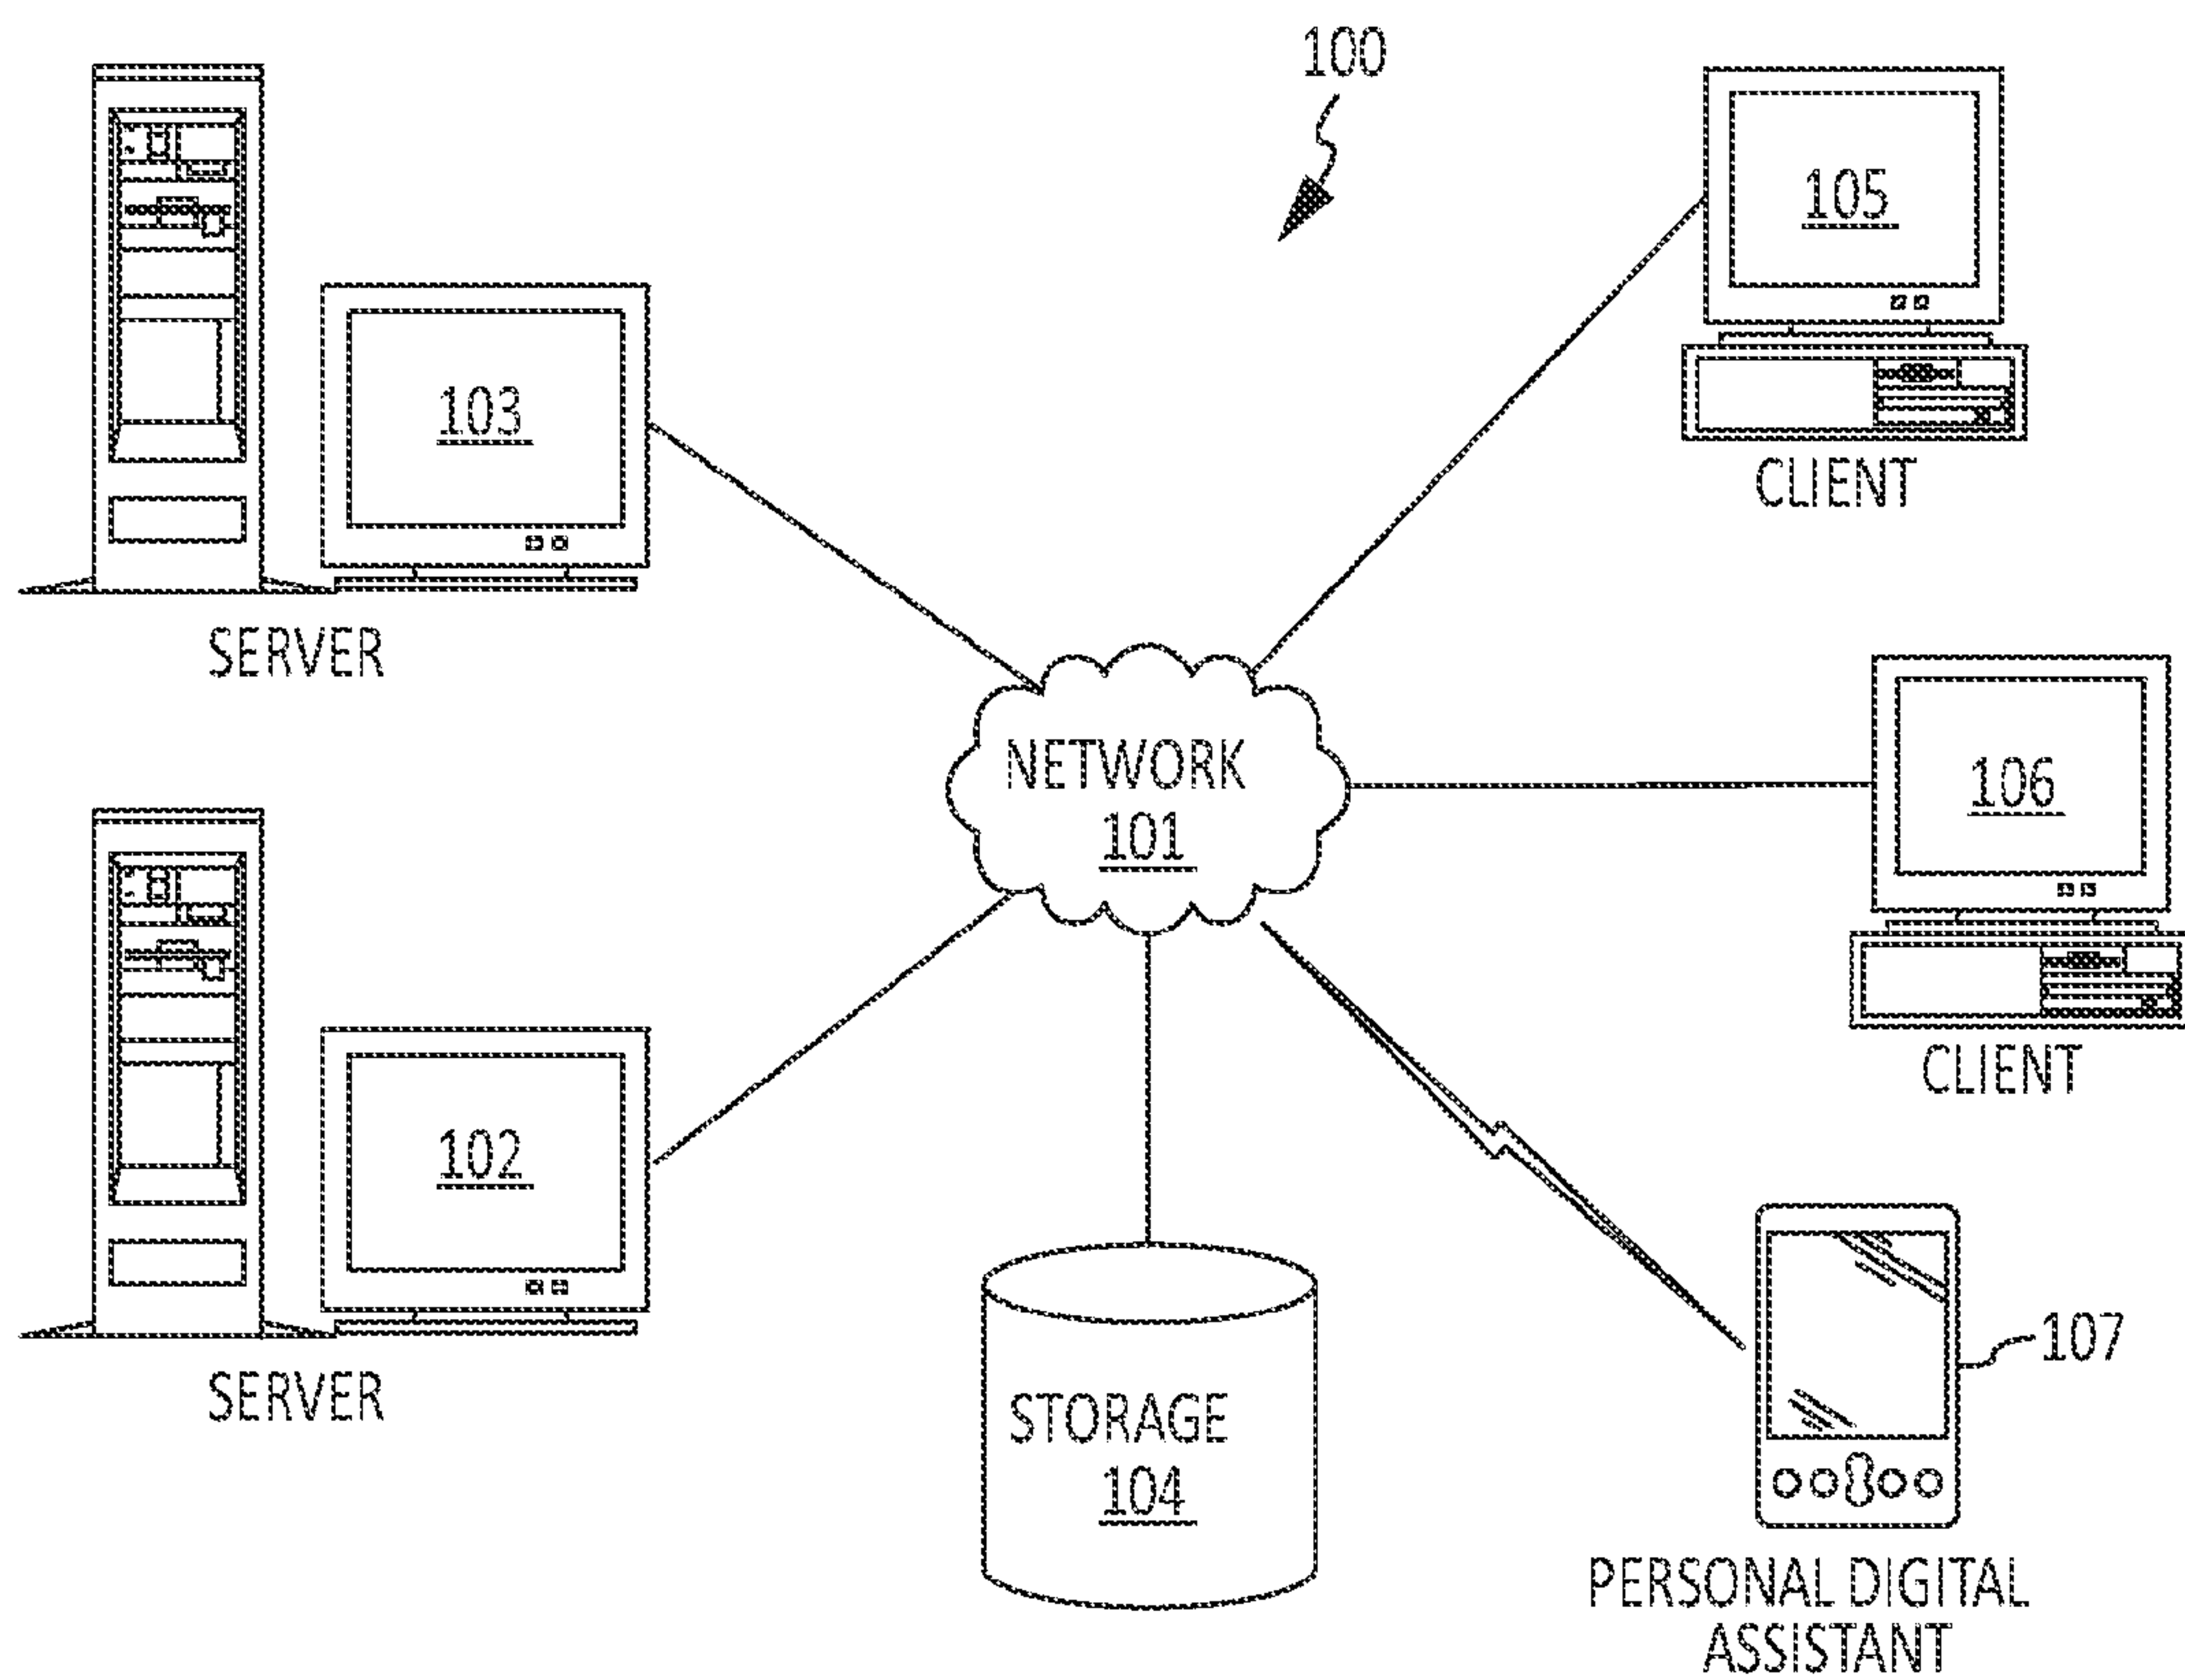 100
105
CLIENT
103
SERVER
NETWORK
101
106
CLIENT
102
SERVER
STORAGE
104
107
PERSONAL DIGITAL
ASSISTANT